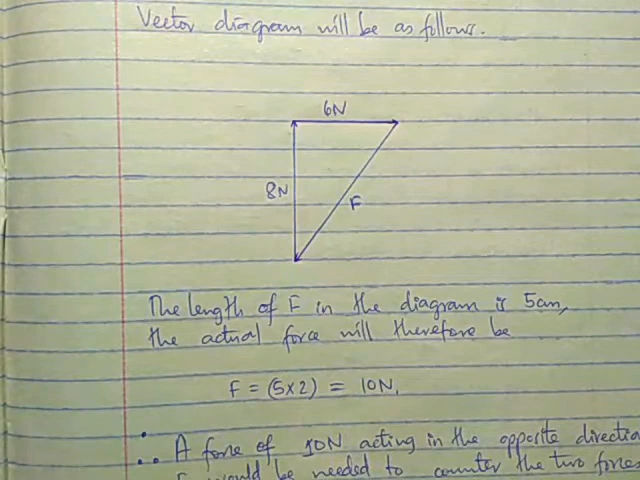 Vector diagram will be as follows.
6N
8N
F
The length of F in the diagram is 5cm,
the actual force will therefore be
F = (5x2) = 10N,
∴ A force of 10N acting in the opposite directio
would be needed to counter the two forces